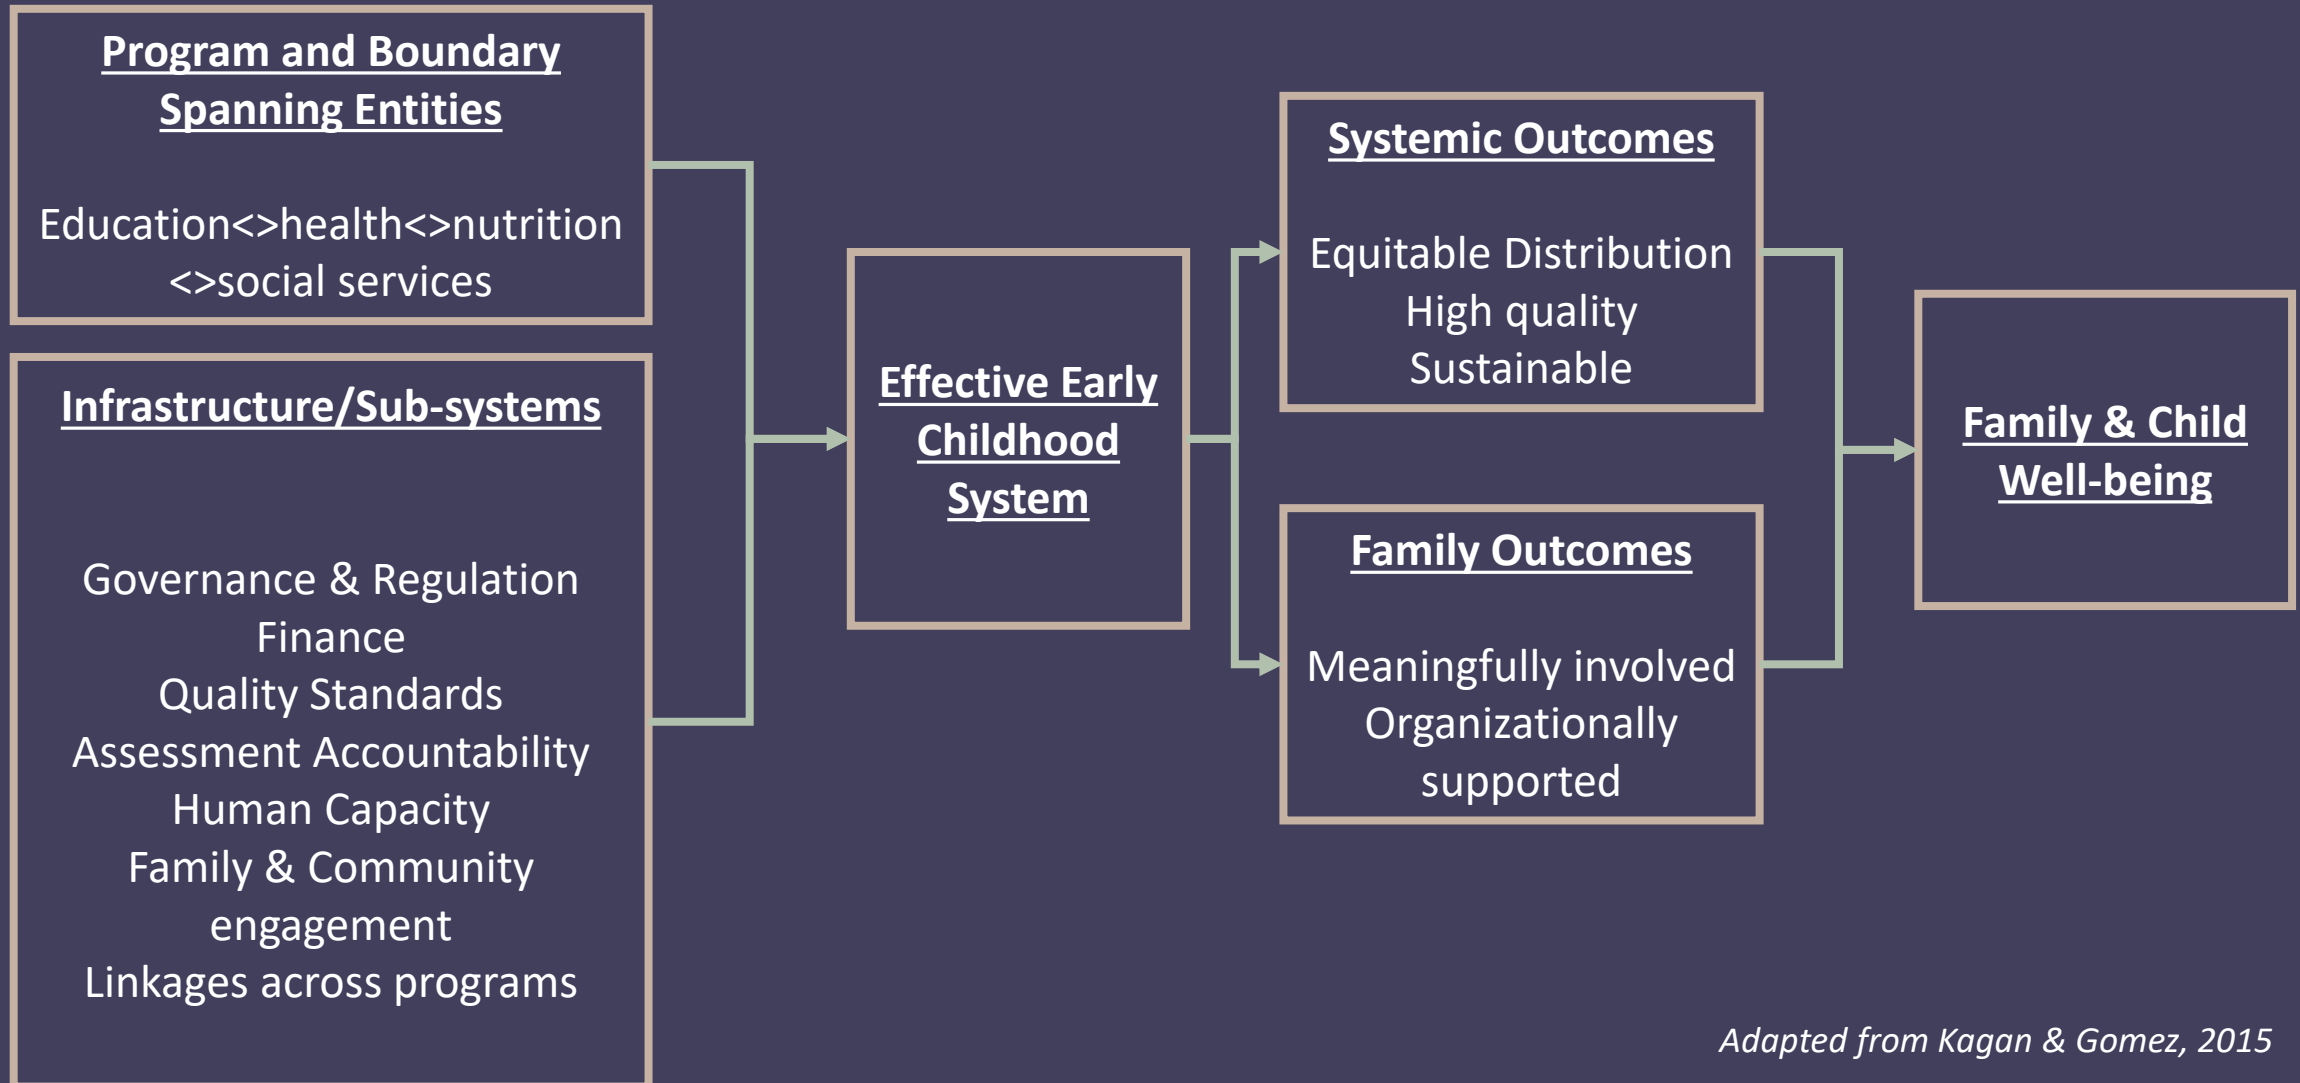 Program and Boundary
Spanning Entities
Education<>health<>nutrition
<>social services
Infrastructure/Sub-systems
Governance & Regulation
Finance
Quality Standards
Assessment Accountability
Human Capacity
Family & Community
engagement
Linkages across programs
Effective Early
Childhood
System
Systemic Outcomes
Equitable Distribution
High quality
Sustainable
Family Outcomes
Meaningfully involved
Organizationally
supported
Family & Child
Well-being
Adapted from Kagan & Gomez, 2015